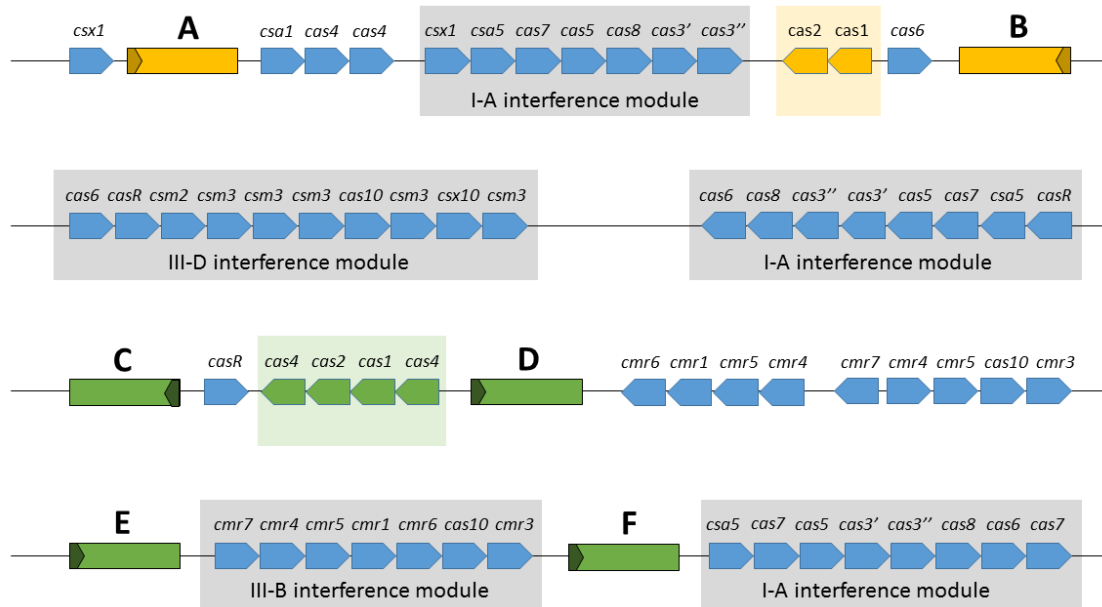 csx1 A csa1 cas4 cas4 csx1 csa5 cas7 cas5 cas8 cas3' cas3'' cas2 cas1 cas6 B
I-A interference module
cas6 casR csm2 csm3 csm3 csm3 cas10 csm3 csx10 csm3 cas6 cas8 cas3'' cas3' cas5 cas7 csa5 casR
III-D interference module I-A interference module
C casR cas4 cas2 cas1 cas4 D cmr6 cmr1 cmr5 cmr4 cmr7 cmr4 cmr5 cas10 cmr3
E cmr7 cmr4 cmr5 cmr1 cmr6 cas10 cmr3 F csa5 cas7 cas5 cas3' cas3'' cas8 cas6 cas7
III-B interference module I-A interference module